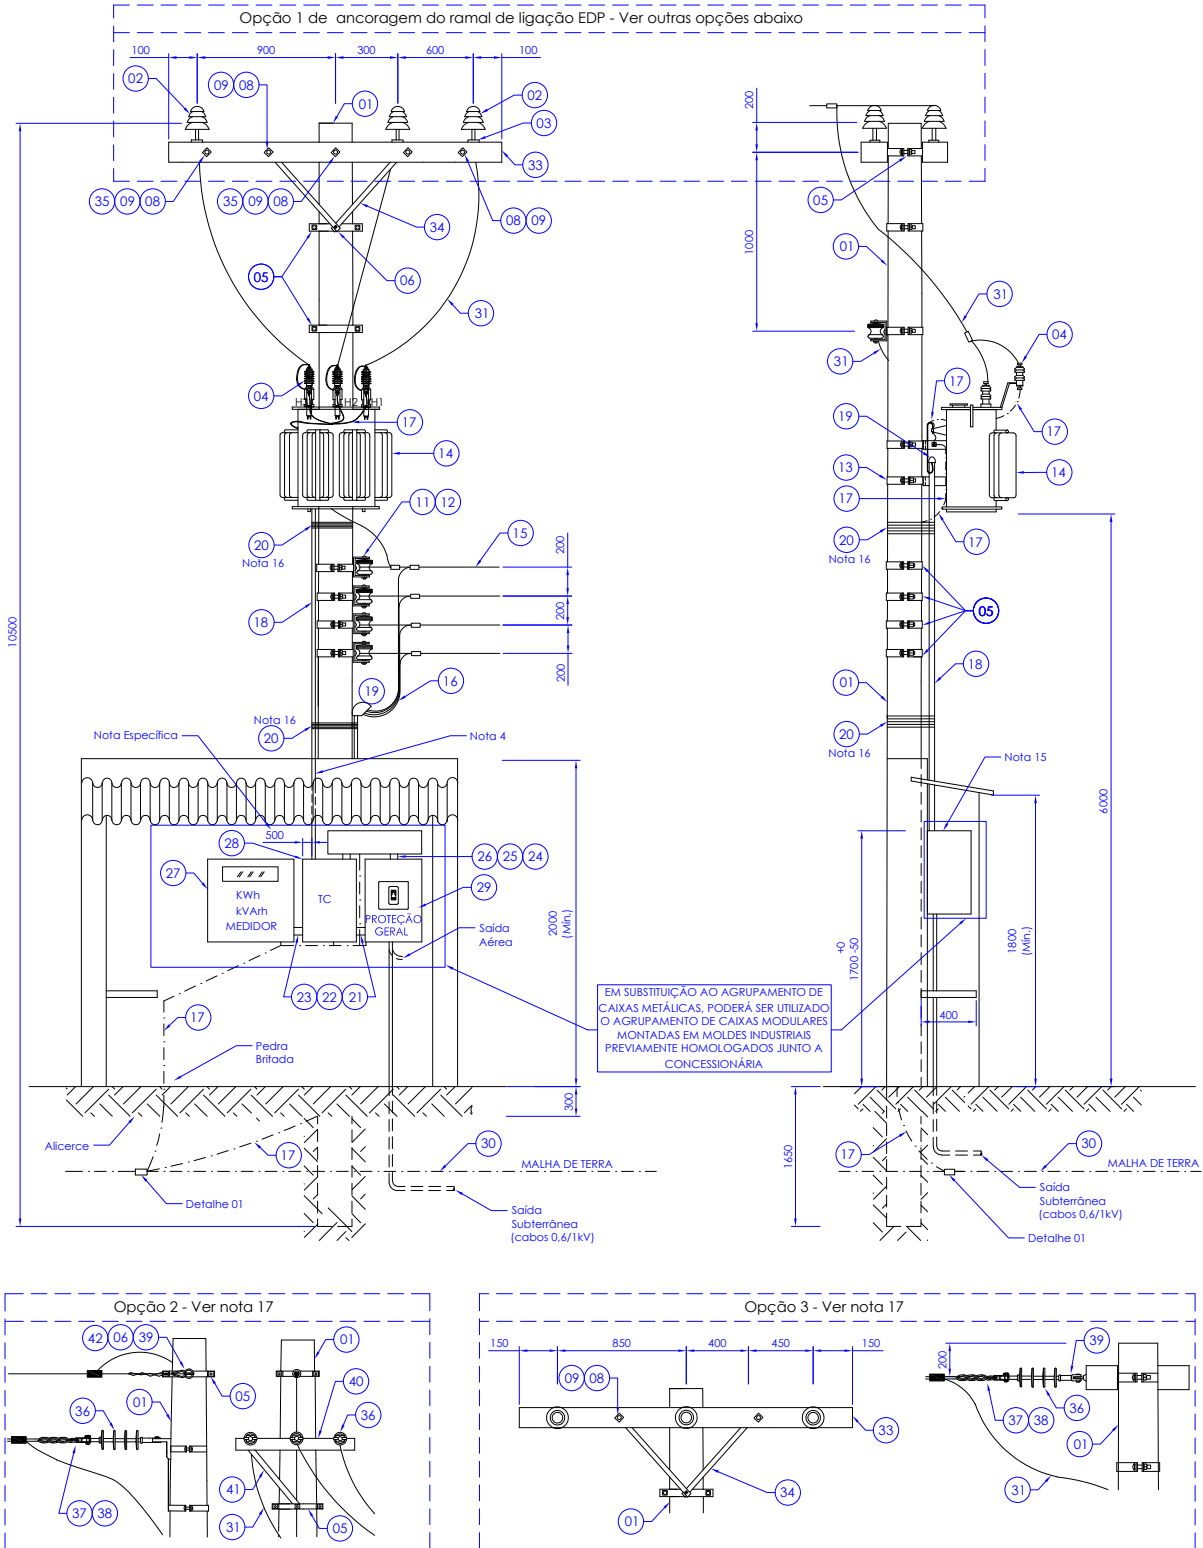 Opção 1 de ancoragem do ramal de ligação EDP - Ver outras opções abaixo
100
900
300
600
100
02
09 08
01
02
03
33
35 09 08
35 09 08
34
08 09
05
06
31
04
H3
H2
H1
17
14
11 12
20
Nota 16
15
200
200
200
18
19
16
Nota 16
20
Nota Específica
Nota 4
10500
500
28
27
26 25 24
29
KWh
kVArh
MEDIDOR
TC
PROTEÇÃO
GERAL
Saída
Aérea
2000
(Mín.)
23 22 21
17
Pedra
Britada
300
Alicerce
17
30
MALHA DE TERRA
Detalhe 01
Saída
Subterrânea
(cabos 0,6/1kV)
EM SUBSTITUIÇÃO AO AGRUPAMENTO DE
CAIXAS METÁLICAS, PODERÁ SER UTILIZADO
O AGRUPAMENTO DE CAIXAS MODULARES
MONTADAS EM MOLDES INDUSTRIAIS
PREVIAMENTE HOMOLOGADOS JUNTO A
CONCESSIONÁRIA
200
1000
05
01
31
31
04
17
19
17
13
14
17
20
Nota 16
17
05
18
01
20
Nota 16
Nota 15
6000
+0
1700 -50
1800
(Mín.)
400
1650
17
30
MALHA DE TERRA
Saída
Subterrânea
(cabos 0,6/1kV)
Detalhe 01
Opção 2 - Ver nota 17
42 06 39
01
05
40
01
36
36
41
37 38
31
05
Opção 3 - Ver nota 17
150
850
400
450
150
09 08
33
34
01
200
39
37 38
36
01
31